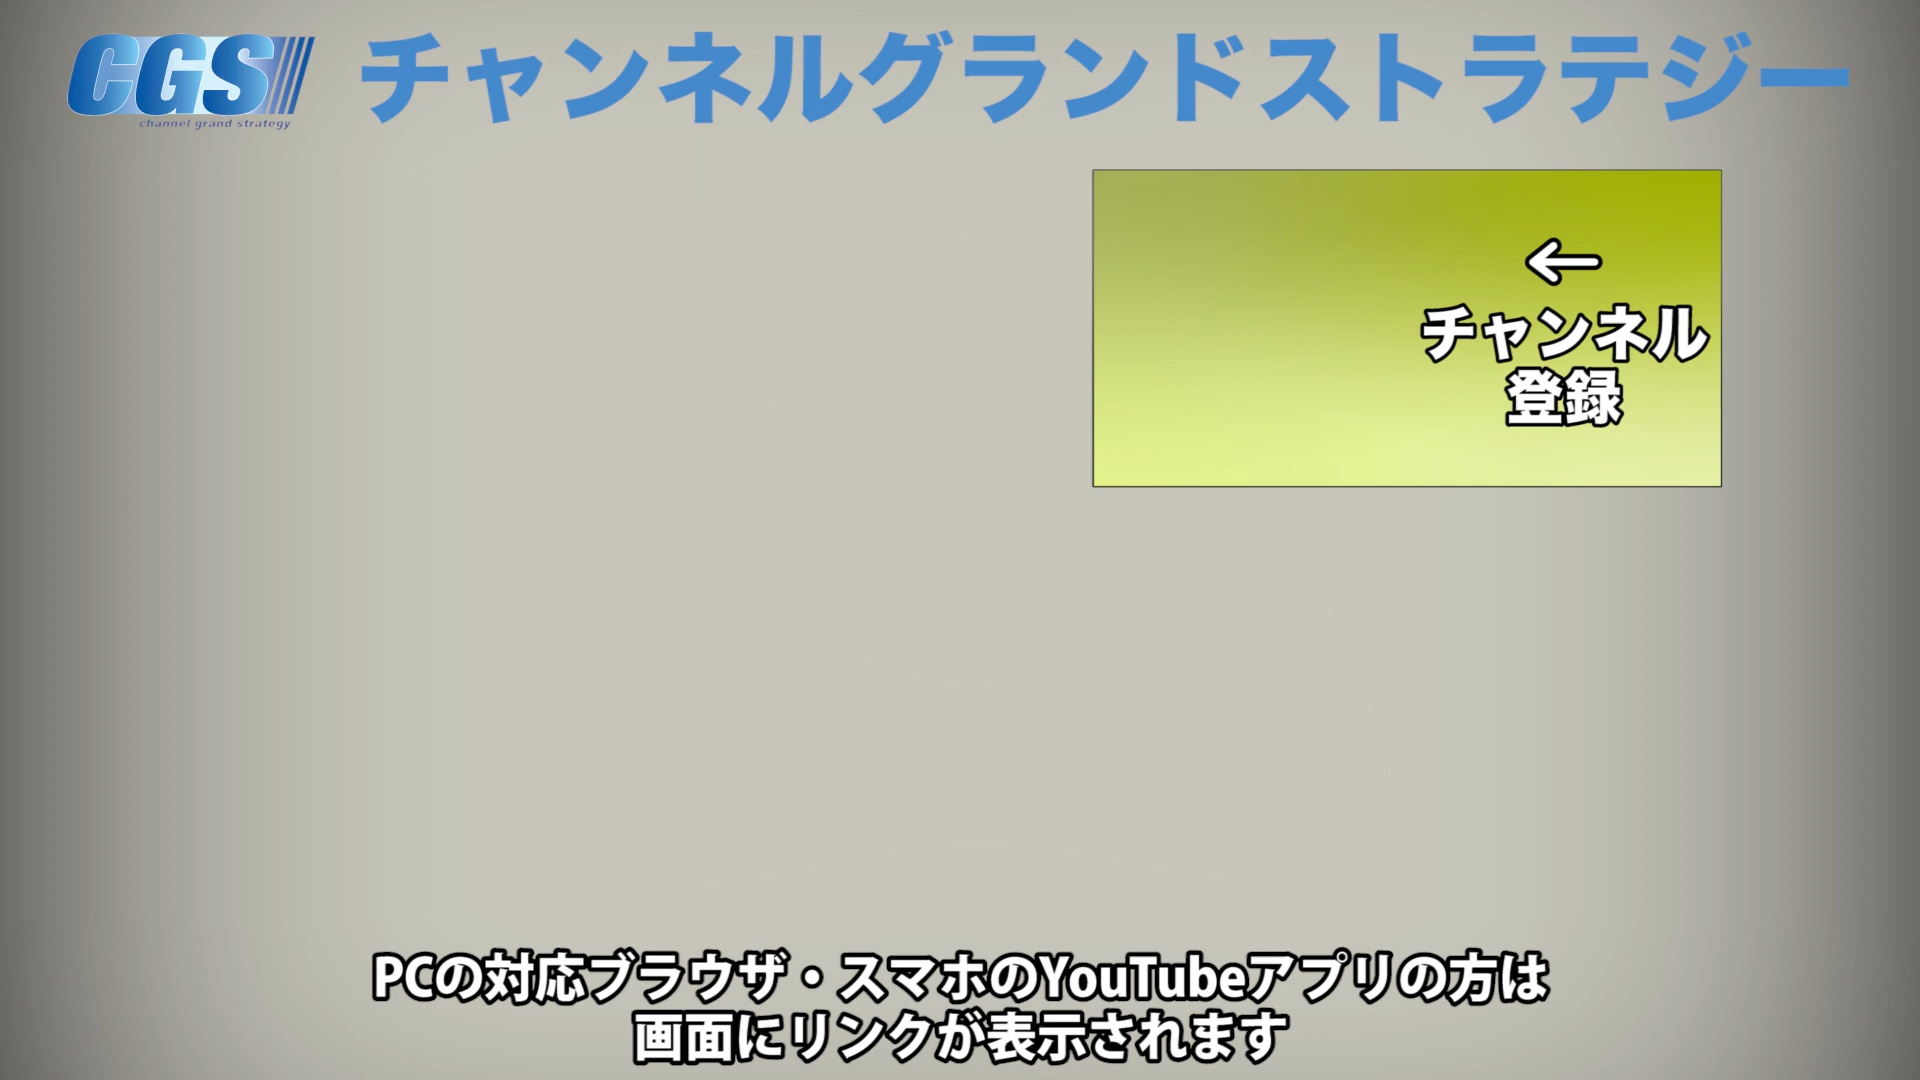 CGS
channel grand strategy
チャンネルグランドストラテジー
←
チャンネル
登録
PCの対応ブラウザ・スマホのYouTubeアプリの方は
画面にリンクが表示されます